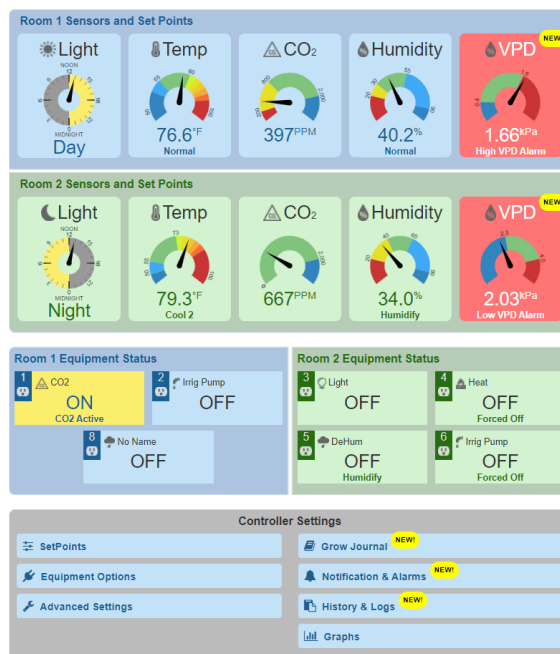 Room 1 Sensors and Set Points
Light
Temp
CO2
Humidity
VPD
NEW
NOON
12
MIDNIGHT
Day
76.6°F
Normal
397PPM
40.2%
Normal
1.66kPa
High VPD Alarm
Room 2 Sensors and Set Points
Light
Temp
CO2
Humidity
VPD
NEW
NOON
12
MIDNIGHT
Night
79.3°F
Cool 2
667PPM
34.0%
Humidify
2.03kPa
Low VPD Alarm
Room 1 Equipment Status
1
CO2
ON
CO2 Active
2
Irrig Pump
OFF
8
No Name
OFF
Room 2 Equipment Status
3
Light
OFF
4
Heat
OFF
Forced Off
5
DeHum
OFF
Humidify
6
Irrig Pump
OFF
Forced Off
Controller Settings
SetPoints
Grow Journal NEW!
Equipment Options
Notification & Alarms NEW!
Advanced Settings
History & Logs NEW!
Graphs